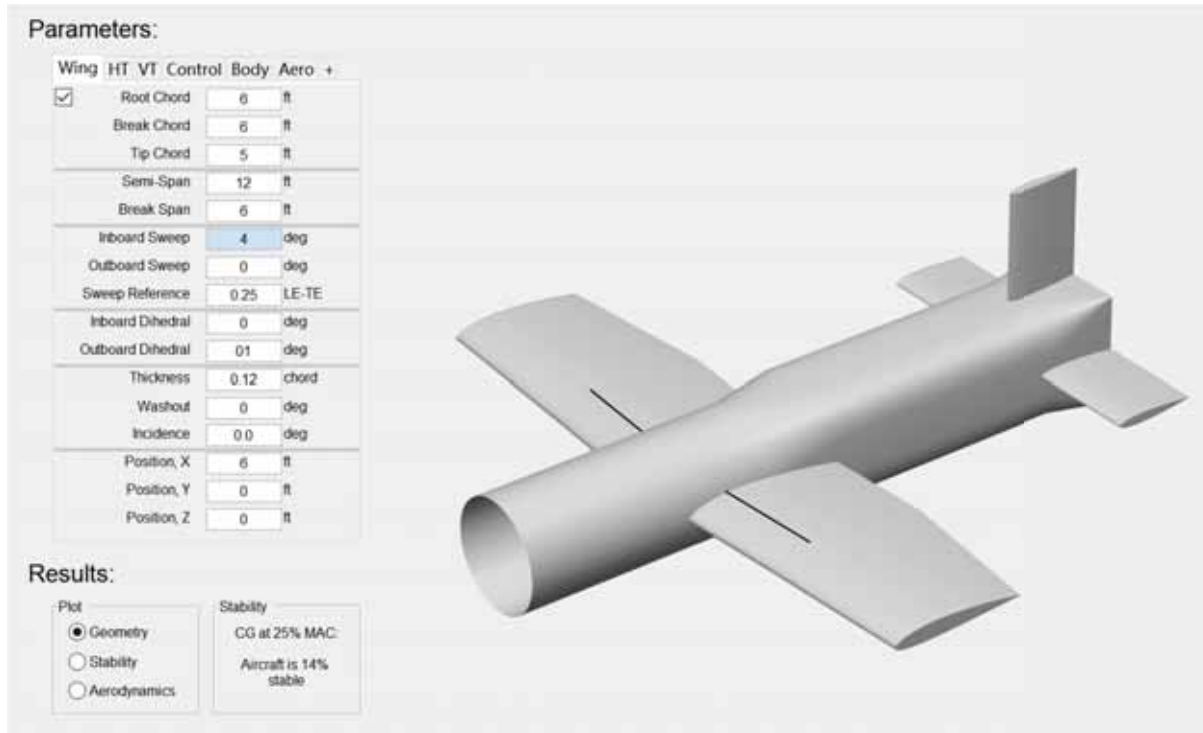 Parameters:
Wing HT VT Control Body Aero +
Root Chord 6 ft
Break Chord 6 ft
Tip Chord 5 ft
Semi-Span 12 ft
Break Span 6 ft
Inboard Sweep 4 deg
Outboard Sweep 0 deg
Sweep Reference 0.25 LE-TE
Inboard Dihedral 0 deg
Outboard Dihedral 01 deg
Thickness 0.12 chord
Washout 0 deg
Incidence 0.0 deg
Position, X 6 ft
Position, Y 0 ft
Position, Z 0 ft
Results:
Plot
Geometry
Stability
Aerodynamics
Stability
CG at 25% MAC:
Aircraft is 14%
stable